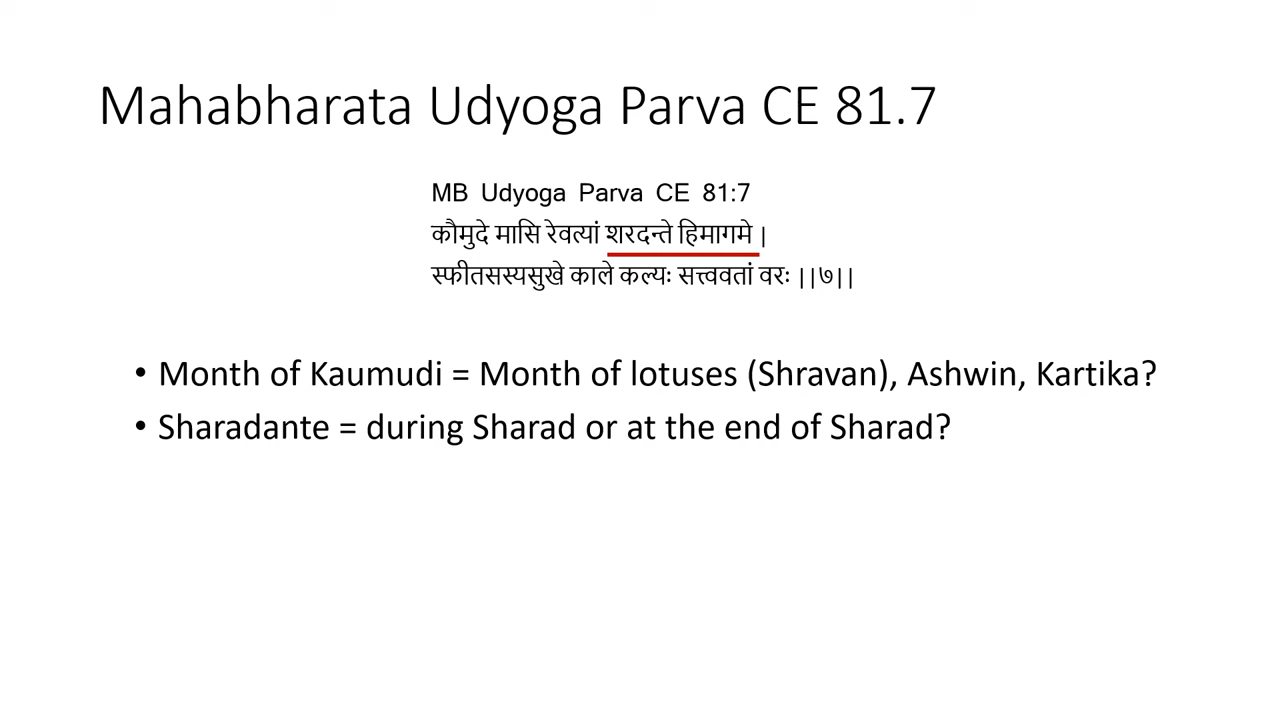 Mahabharata Udyoga Parva CE 81.7
MB Udyoga Parva CE 81:7
कौमुदे मासि रेवत्यां शरदन्ते हिमागमे |
स्फीतसस्यसुखे काले कल्यः सत्त्ववतां वरः ||७||
• Month of Kaumudi = Month of lotuses (Shravan), Ashwin, Kartika?
• Sharadante = during Sharad or at the end of Sharad?